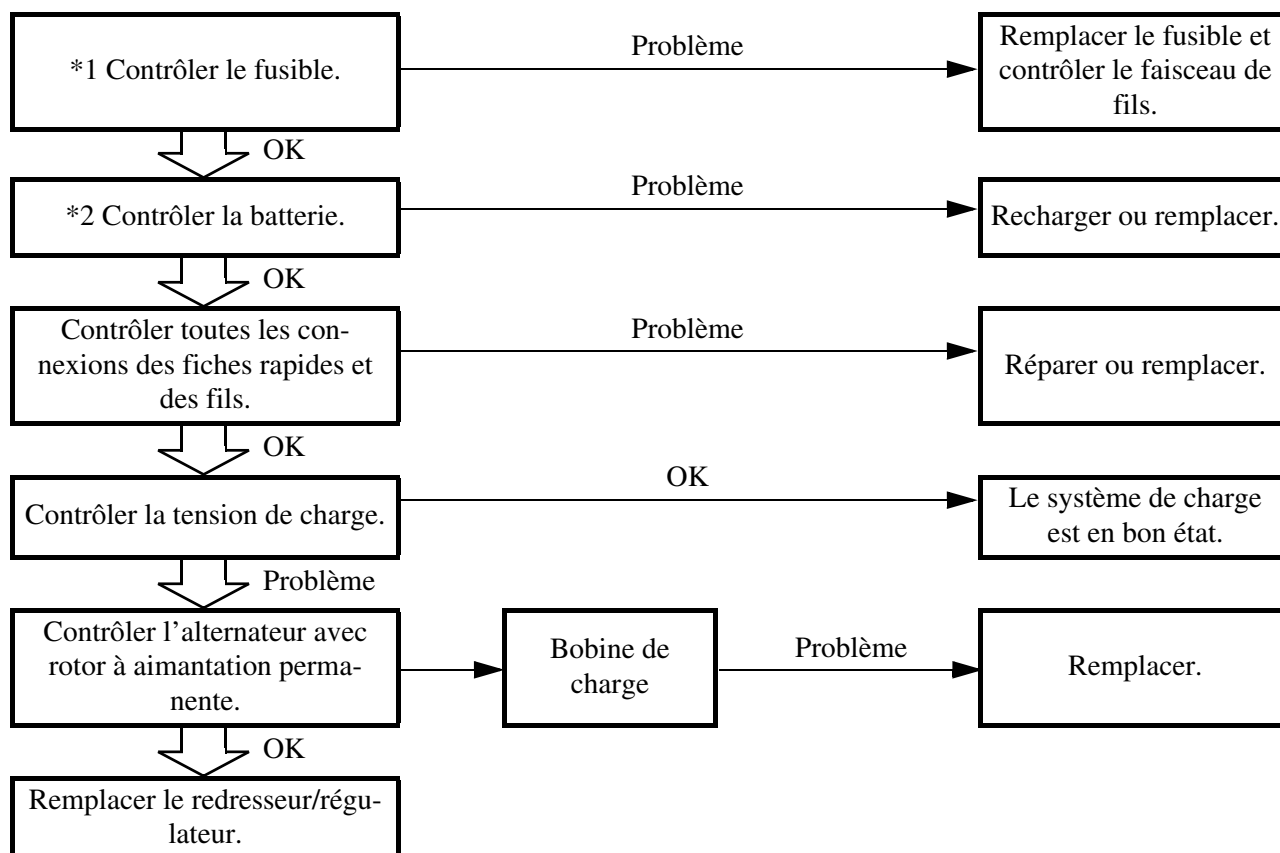 *1 Contrôler le fusible.
Problème
Remplacer le fusible et
contrôler le faisceau de
fils.
OK
*2 Contrôler la batterie.
Problème
Recharger ou remplacer.
OK
Contrôler toutes les con-
nexions des fiches rapides et
des fils.
Problème
Réparer ou remplacer.
OK
Contrôler la tension de charge.
OK
Le système de charge
est en bon état.
Problème
Contrôler l’alternateur avec
rotor à aimantation perma-
nente.
Bobine de
charge
Problème
Remplacer.
OK
Remplacer le redresseur/régu-
lateur.